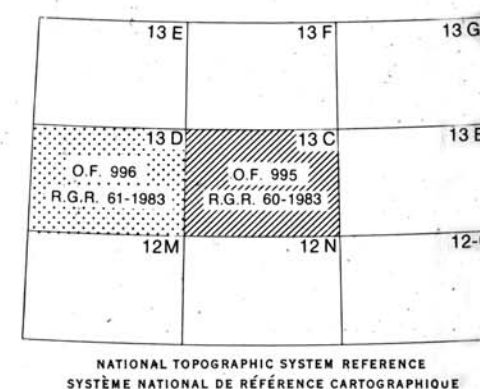 13 E
13 F
13 G
13 D
13 C
O.F. 996
O.F. 995
R.G.R. 61-1983
R.G.R. 60-1983
12M
12 N
NATIONAL TOPOGRAPHIC SYSTEM REFERENCE
SYSTÈME NATIONAL DE RÉFÉRENCE CARTOGRAPHIQUE